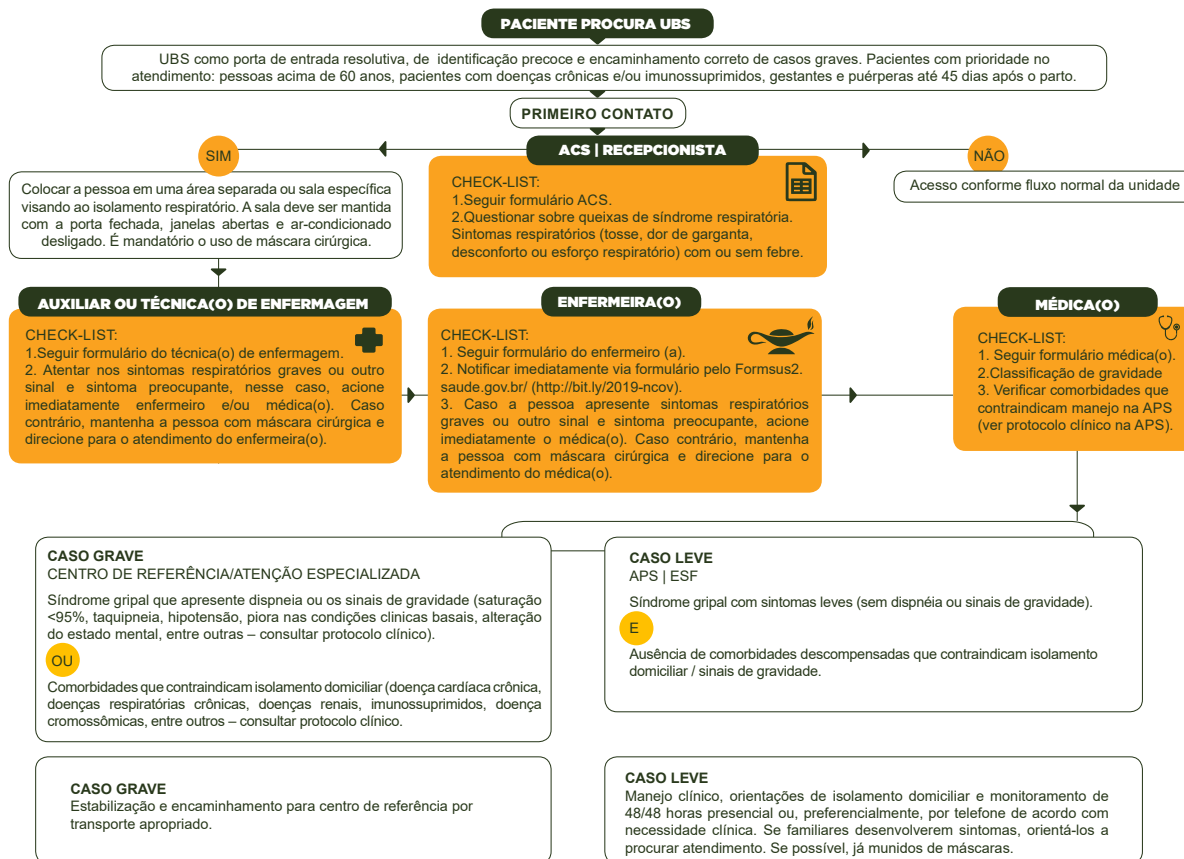 PACIENTE PROCURA UBS
UBS como porta de entrada resolutiva, de identificação precoce e encaminhamento correto de casos graves. Pacientes com prioridade no
atendimento: pessoas acima de 60 anos, pacientes com doenças crônicas e/ou imunossuprimidos, gestantes e puérperas até 45 dias após o parto.
PRIMEIRO CONTATO
SIM
ACS | RECEPCIONISTA
NÃO
Colocar a pessoa em uma área separada ou sala específica
visando ao isolamento respiratório. A sala deve ser mantida
com a porta fechada, janelas abertas e ar-condicionado
desligado. É mandatório o uso de máscara cirúrgica.
CHECK-LIST:
1.Seguir formulário ACS.
2.Questionar sobre queixas de síndrome respiratória.
Sintomas respiratórios (tosse, dor de garganta,
desconforto ou esforço respiratório) com ou sem febre.
Acesso conforme fluxo normal da unidade
AUXILIAR OU TÉCNICA(O) DE ENFERMAGEM
CHECK-LIST:
1.Seguir formulário do técnica(o) de enfermagem.
2. Atentar nos sintomas respiratórios graves ou outro
sinal e sintoma preocupante, nesse caso, acione
imediatamente enfermeiro e/ou médica(o). Caso
contrário, mantenha a pessoa com máscara cirúrgica e
direcione para o atendimento do enfermeira(o).
ENFERMEIRA(O)
CHECK-LIST:
1. Seguir formulário do enfermeiro (a).
2. Notificar imediatamente via formulário pelo Formsus2.
saude.gov.br/ (http://bit.ly/2019-ncov).
3. Caso a pessoa apresente sintomas respiratórios
graves ou outro sinal e sintoma preocupante, acione
imediatamente o médica(o). Caso contrário, mantenha
a pessoa com máscara cirúrgica e direcione para o
atendimento do médica(o).
MÉDICA(O)
CHECK-LIST:
1. Seguir formulário médica(o).
2.Classificação de gravidade
3. Verificar comorbidades que
contraindicam manejo na APS
(ver protocolo clínico na APS).
CASO GRAVE
CENTRO DE REFERÊNCIA/ATENÇÃO ESPECIALIZADA
Síndrome gripal que apresente dispneia ou os sinais de gravidade (saturação
<95%, taquipneia, hipotensão, piora nas condições clinicas basais, alteração
do estado mental, entre outras – consultar protocolo clínico).
OU
Comorbidades que contraindicam isolamento domiciliar (doença cardíaca crônica,
doenças respiratórias crônicas, doenças renais, imunossuprimidos, doença
cromossômicas, entre outros – consultar protocolo clínico.
CASO LEVE
APS | ESF
Síndrome gripal com sintomas leves (sem dispnéia ou sinais de gravidade).
E
Ausência de comorbidades descompensadas que contraindicam isolamento
domiciliar / sinais de gravidade.
CASO GRAVE
Estabilização e encaminhamento para centro de referência por
transporte apropriado.
CASO LEVE
Manejo clínico, orientações de isolamento domiciliar e monitoramento de
48/48 horas presencial ou, preferencialmente, por telefone de acordo com
necessidade clínica. Se familiares desenvolverem sintomas, orientá-los a
procurar atendimento. Se possível, já munidos de máscaras.